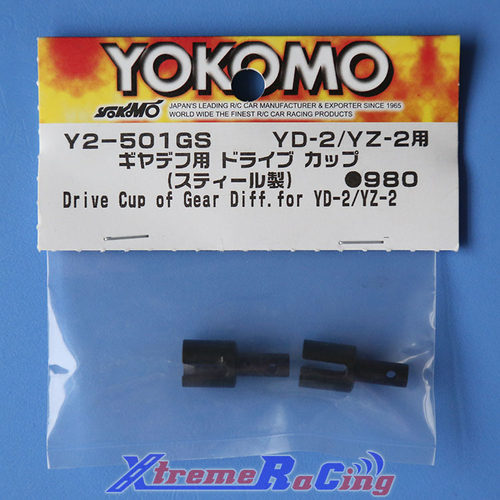 YOKOMO
YOKOMO
JAPAN'S LEADING R/C CAR MANUFACTURER & EXPORTER SINCE 1965
WORLD WIDE THE FINEST R/C CAR RACING PRODUCTS
Y2-501GS YD-2/YZ-2用
ギヤデフ用 ドライブ カップ
(スティール製) ●980
Drive Cup of Gear Diff.for YD-2/YZ-2
XtremeRaCing